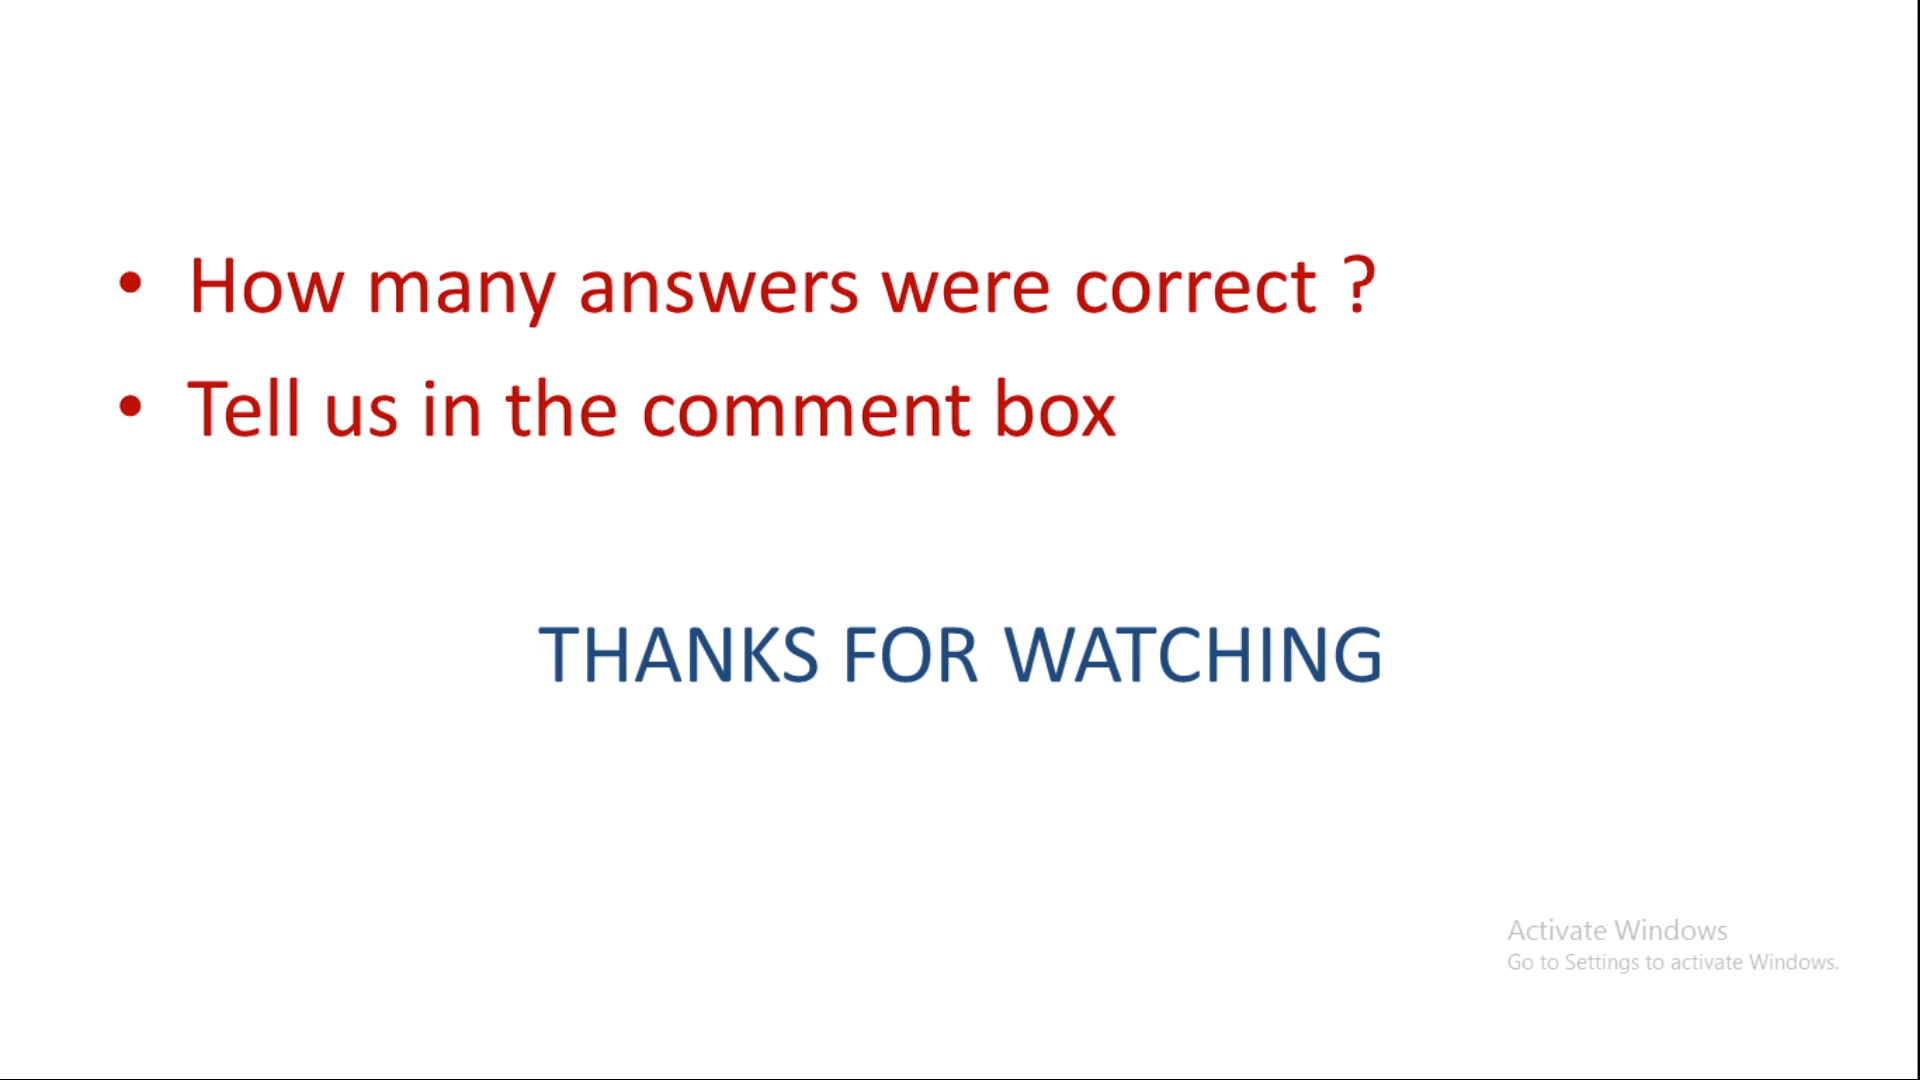 • How many answers were correct ?
• Tell us in the comment box
THANKS FOR WATCHING
Activate Windows
Go to Settings to activate Windows.